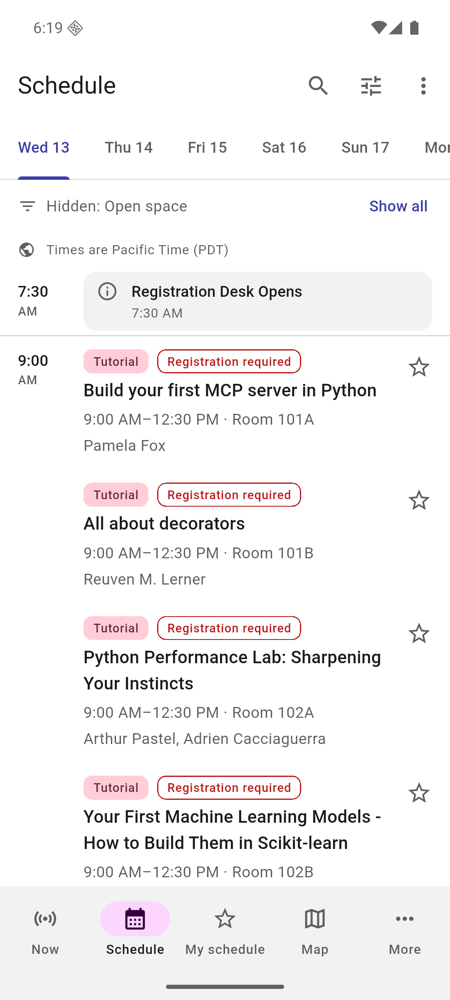 6:19
Schedule
Wed 13
Thu 14
Fri 15
Sat 16
Sun 17
Mo
Hidden: Open space
Show all
Times are Pacific Time (PDT)
7:30
AM
Registration Desk Opens
7:30 AM
9:00
AM
Tutorial
Registration required
Build your first MCP server in Python
9:00 AM–12:30 PM · Room 101A
Pamela Fox
Tutorial
Registration required
All about decorators
9:00 AM–12:30 PM · Room 101B
Reuven M. Lerner
Tutorial
Registration required
Python Performance Lab: Sharpening
Your Instincts
9:00 AM–12:30 PM · Room 102A
Arthur Pastel, Adrien Cacciaguerra
Tutorial
Registration required
Your First Machine Learning Models -
How to Build Them in Scikit-learn
9:00 AM–12:30 PM · Room 102B
Now
Schedule
My schedule
Map
More